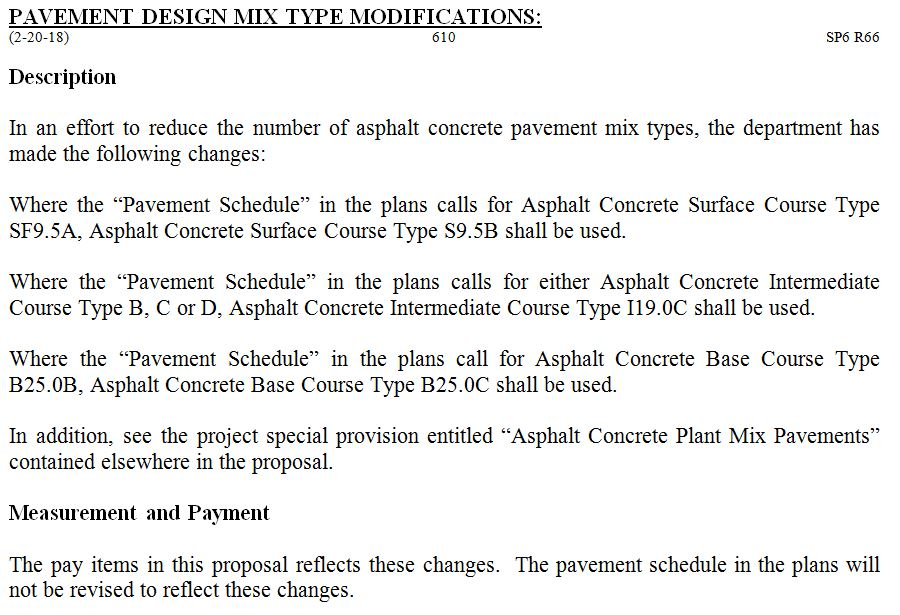 PAVEMENT DESIGN MIX TYPE MODIFICATIONS:
(2-20-18) 610 SP6 R66
Description
In an effort to reduce the number of asphalt concrete pavement mix types, the department has
made the following changes:
Where the “Pavement Schedule” in the plans calls for Asphalt Concrete Surface Course Type
SF9.5A, Asphalt Concrete Surface Course Type S9.5B shall be used.
Where the “Pavement Schedule” in the plans calls for either Asphalt Concrete Intermediate
Course Type B, C or D, Asphalt Concrete Intermediate Course Type I19.0C shall be used.
Where the “Pavement Schedule” in the plans call for Asphalt Concrete Base Course Type
B25.0B, Asphalt Concrete Base Course Type B25.0C shall be used.
In addition, see the project special provision entitled “Asphalt Concrete Plant Mix Pavements”
contained elsewhere in the proposal.
Measurement and Payment
The pay items in this proposal reflects these changes. The pavement schedule in the plans will
not be revised to reflect these changes.